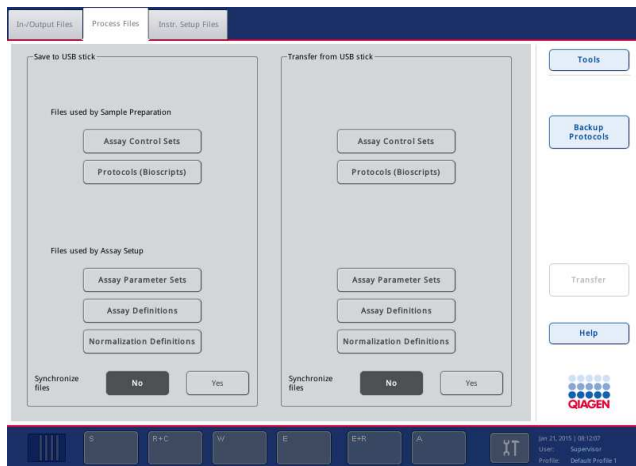 In-/Output Files
Process Files
Instr. Setup Files
Save to USB stick
Files used by Sample Preparation
Assay Control Sets
Protocols (Bioscripts)
Files used by Assay Setup
Assay Parameter Sets
Assay Definitions
Normalization Definitions
Synchronize
files
No
Yes
Transfer from USB stick
Assay Control Sets
Protocols (Bioscripts)
Assay Parameter Sets
Assay Definitions
Normalization Definitions
Synchronize
files
No
Yes
Tools
Backup
Protocols
Transfer
Help
QIAGEN
S
R+C
W
E
E+R
A
Jan 21, 2015 | 08:12:07
User: Supervisor
Profile: Default Profile 1